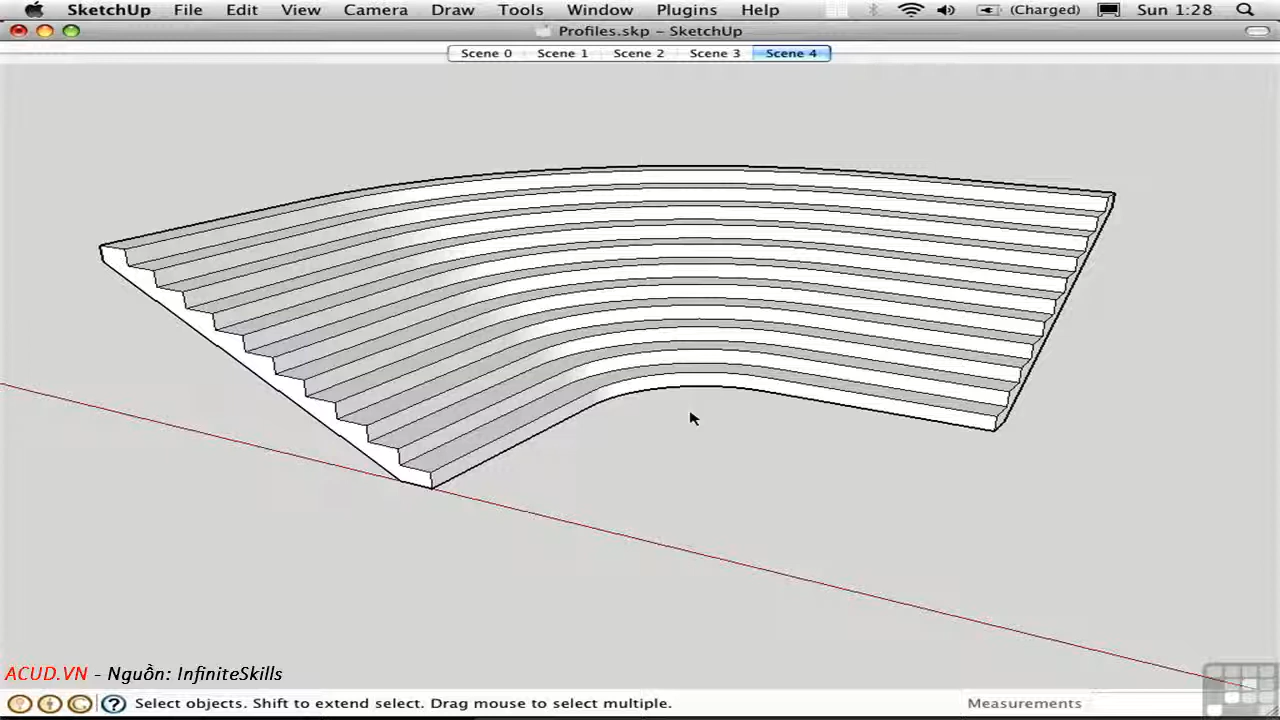 SketchUp File Edit View Camera Draw Tools Window Plugins Help (Charged) Sun 1:28
Profiles.skp – SketchUp
Scene 0 Scene 1 Scene 2 Scene 3 Scene 4
ACUD.VN - Nguồn: InfiniteSkills
Select objects. Shift to extend select. Drag mouse to select multiple. Measurements